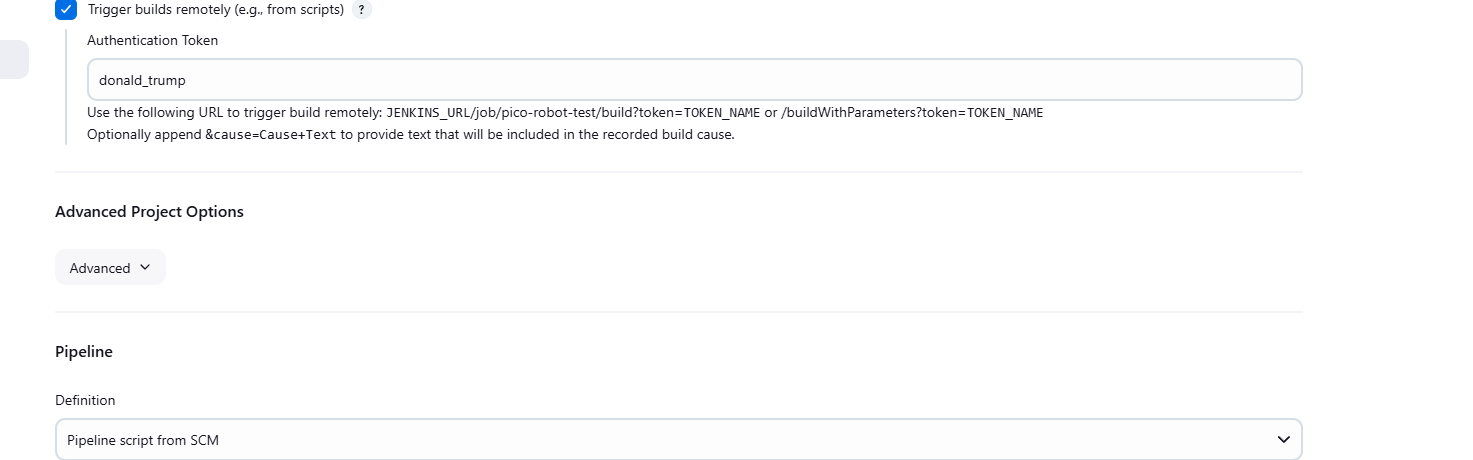 Trigger builds remotely (e.g., from scripts) ?
Authentication Token
donald_trump
Use the following URL to trigger build remotely: JENKINS_URL/job/pico-robot-test/build?token=TOKEN_NAME or /buildWithParameters?token=TOKEN_NAME
Optionally append &cause=Cause+Text to provide text that will be included in the recorded build cause.
Advanced Project Options
Advanced
Pipeline
Definition
Pipeline script from SCM